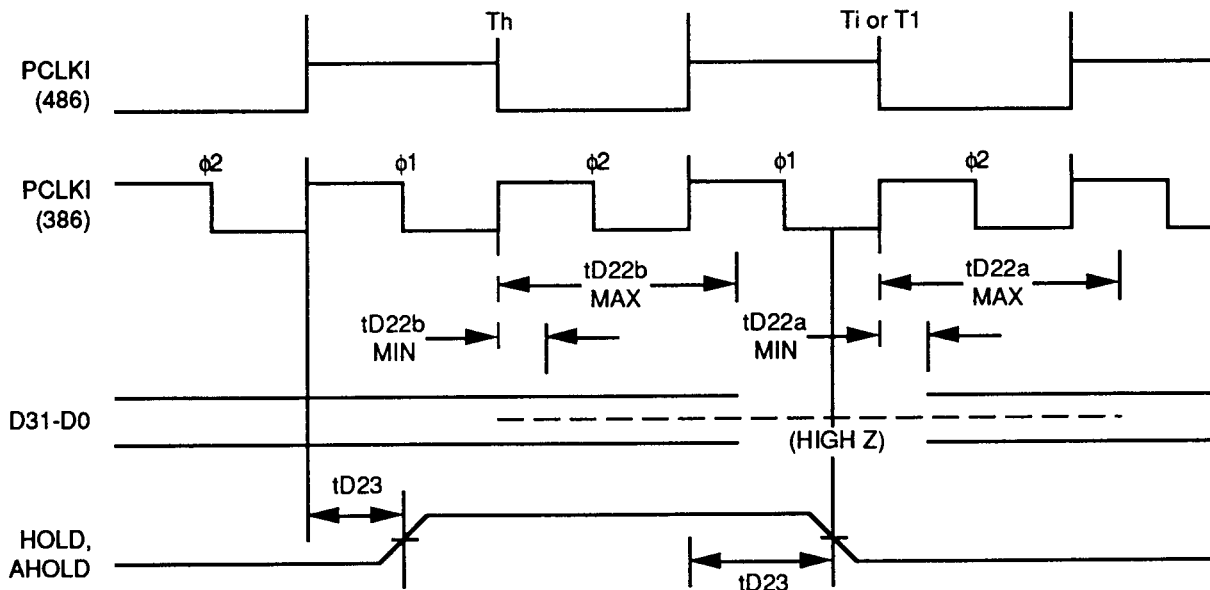 Th
Ti or T1
PCLKI
(486)
ϕ2
ϕ1
ϕ2
ϕ1
ϕ2
PCLKI
(386)
tD22b
MAX
tD22a
MAX
tD22b
MIN
tD22a
MIN
D31-D0
(HIGH Z)
tD23
HOLD,
AHOLD
tD23